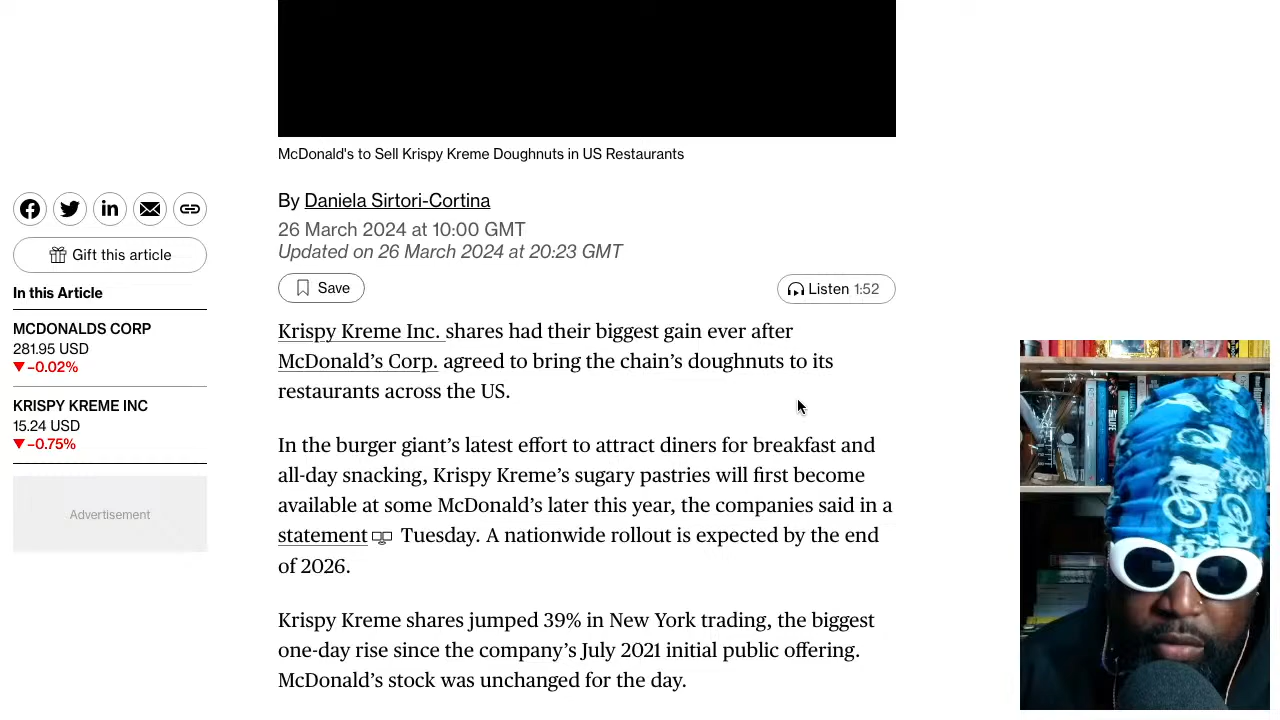 McDonald's to Sell Krispy Kreme Doughnuts in US Restaurants
By Daniela Sirtori-Cortina
26 March 2024 at 10:00 GMT
Updated on 26 March 2024 at 20:23 GMT
Gift this article
Save
Listen 1:52
In this Article
MCDONALDS CORP
281.95 USD
▼−0.02%
KRISPY KREME INC
15.24 USD
▼−0.75%
Advertisement
Krispy Kreme Inc. shares had their biggest gain ever after
McDonald’s Corp. agreed to bring the chain’s doughnuts to its
restaurants across the US.
In the burger giant’s latest effort to attract diners for breakfast and
all-day snacking, Krispy Kreme’s sugary pastries will first become
available at some McDonald’s later this year, the companies said in a
statement Tuesday. A nationwide rollout is expected by the end
of 2026.
Krispy Kreme shares jumped 39% in New York trading, the biggest
one-day rise since the company’s July 2021 initial public offering.
McDonald’s stock was unchanged for the day.